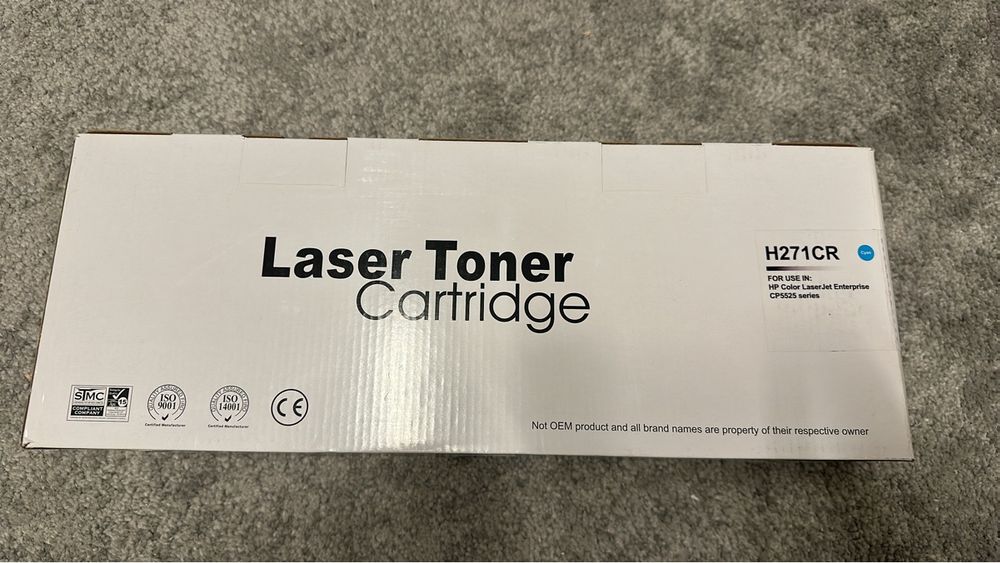 Laser Toner
Cartridge
H271CR
Cyan
FOR USE IN:
HP Color LaserJet Enterprise
CP5525 series
STMC
COMPLIANT
COMPANY
15
ISO
9001
Certified Manufacturer
ISO
14001
Certified Manufacturer
CE
Not OEM product and all brand names are property of their respective owner